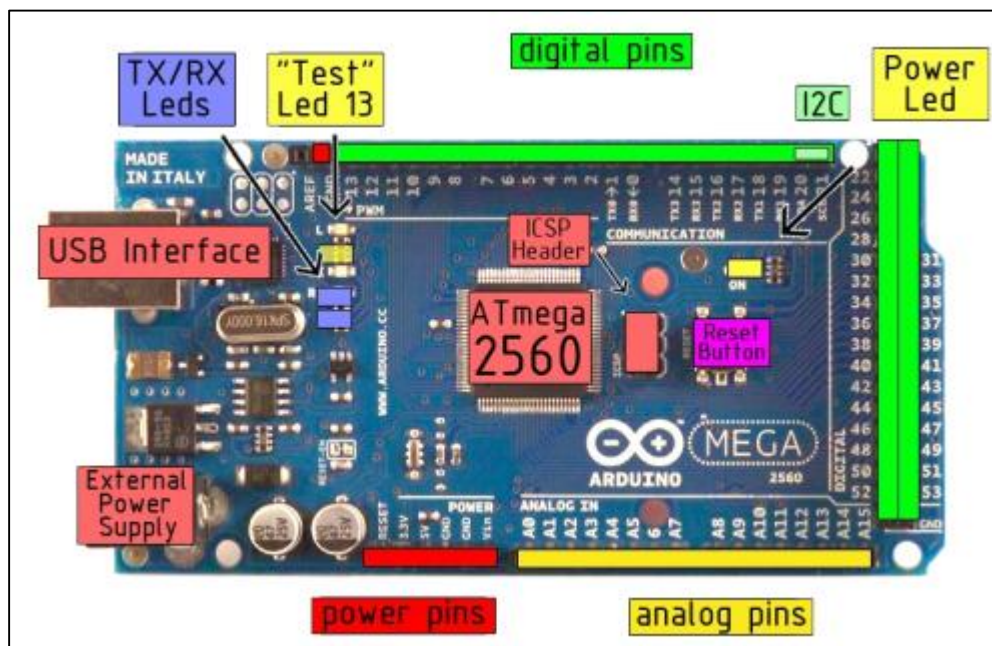 digital pins
TX/RX
Leds
"Test"
Led 13
I2C
Power
Led
MADE
IN ITALY
AREF
GND
13
12
11
10
9
8
7
6
5
4
3
2
TX0→1
RX0←0
TX3 14
RX3 15
TX2 16
RX2 17
TX1 18
RX1 19
20
21
PWM
L
COMMUNICATION
USB Interface
ICSP
Header
ON
SPK16.000Y
ATmega
2560
ICSP
Reset
Button
WWW.ARDUINO.CC
22
24
26
28
30 31
32 33
34 35
36 37
38 39
40 41
42 43
44 45
46 47
48 49
50 51
52 53
GND
DIGITAL
ARDUINO
MEGA
2560
External
Power
Supply
RESET-EN
POWER
RESET
3.3V
5V
GND
GND
Vin
ANALOG IN
A0
A1
A2
A3
A4
A5
6
A7
A8
A9
A10
A11
A12
A13
A14
A15
power pins
analog pins